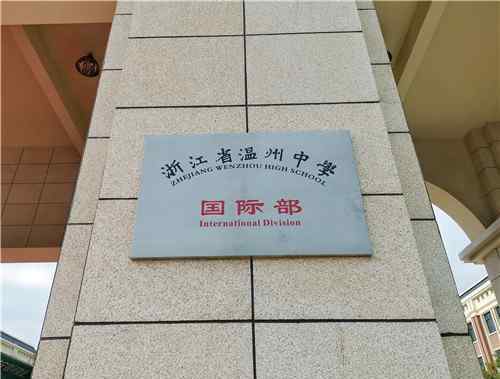 浙江省温州中學
ZHEJIANG WENZHOU HIGH SCHOOL
国际部
International Division